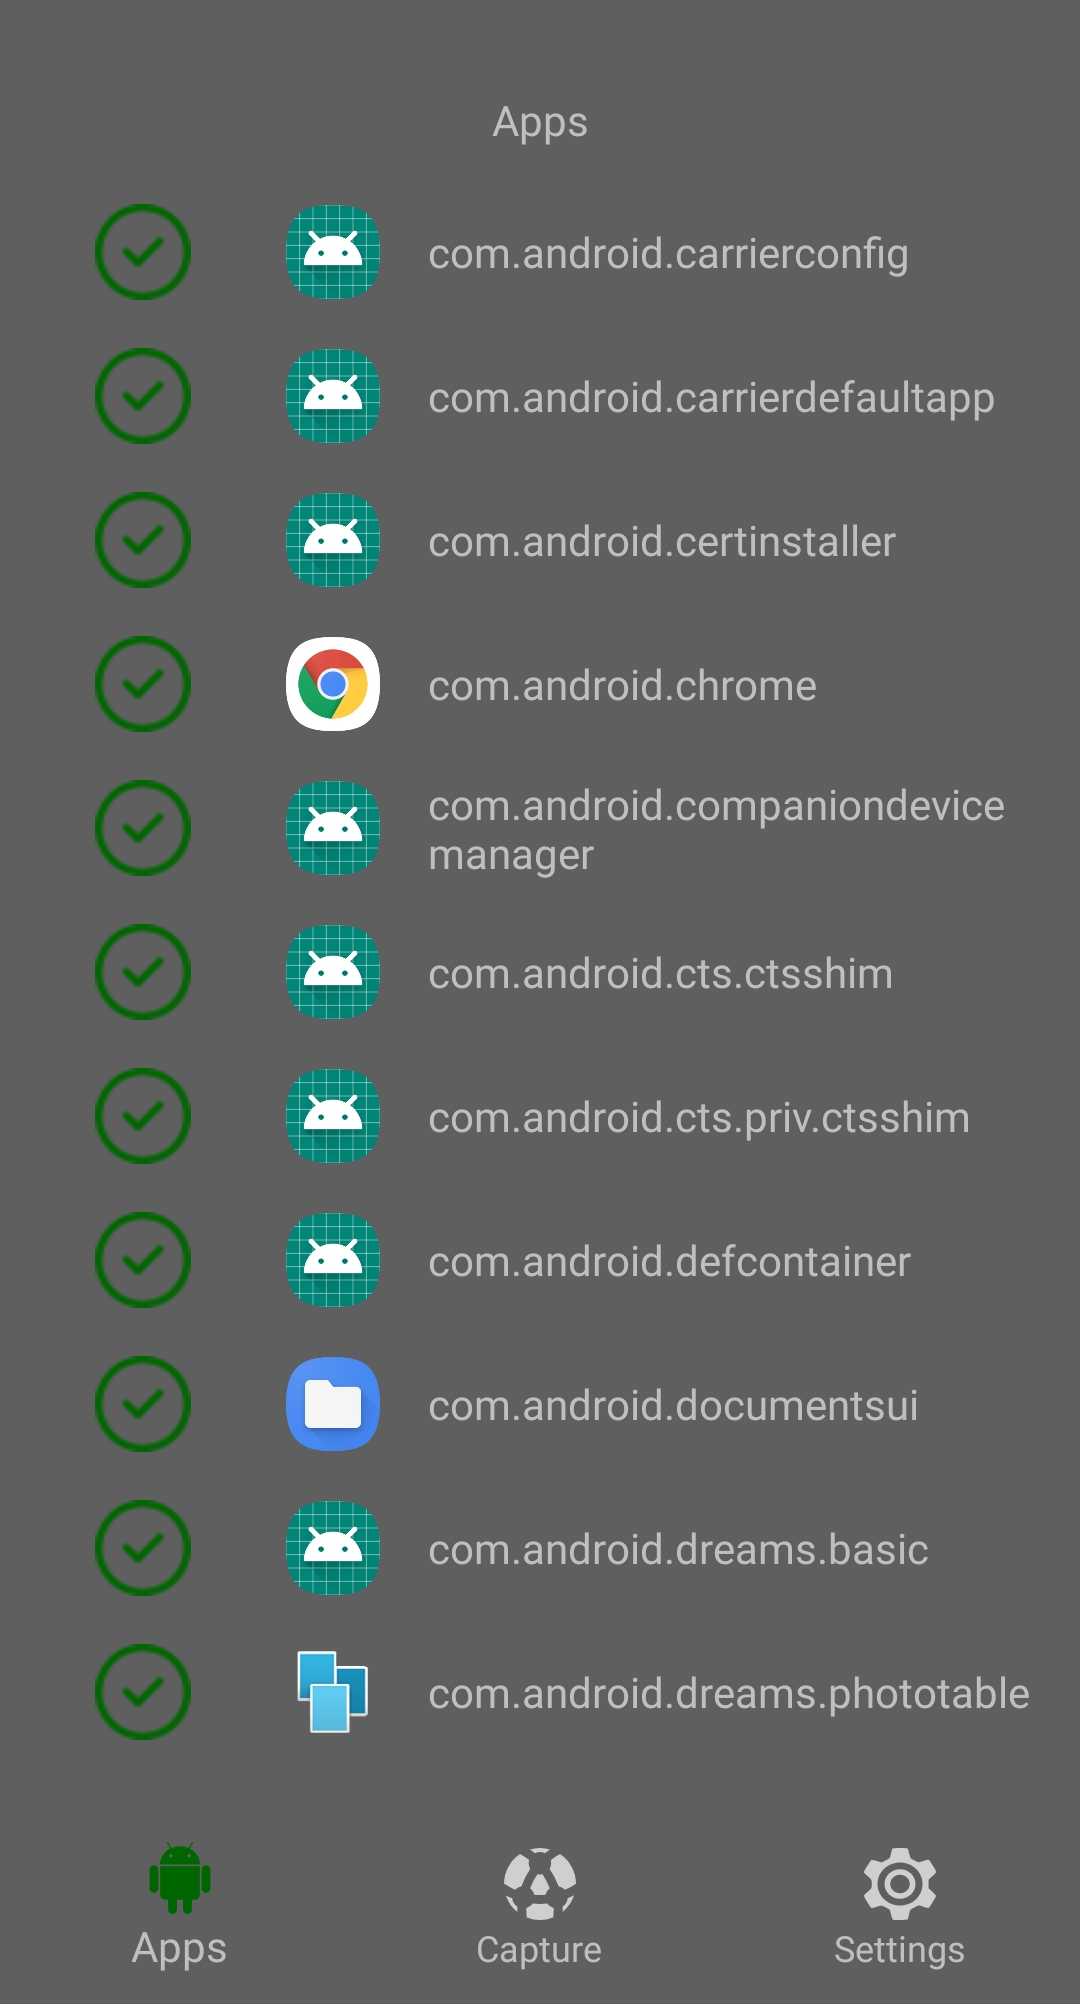 Apps
com.android.carrierconfig
com.android.carrierdefaultapp
com.android.certinstaller
com.android.chrome
com.android.companiondevice
manager
com.android.cts.ctsshim
com.android.cts.priv.ctsshim
com.android.defcontainer
com.android.documentsui
com.android.dreams.basic
com.android.dreams.phototable
Apps
Capture
Settings